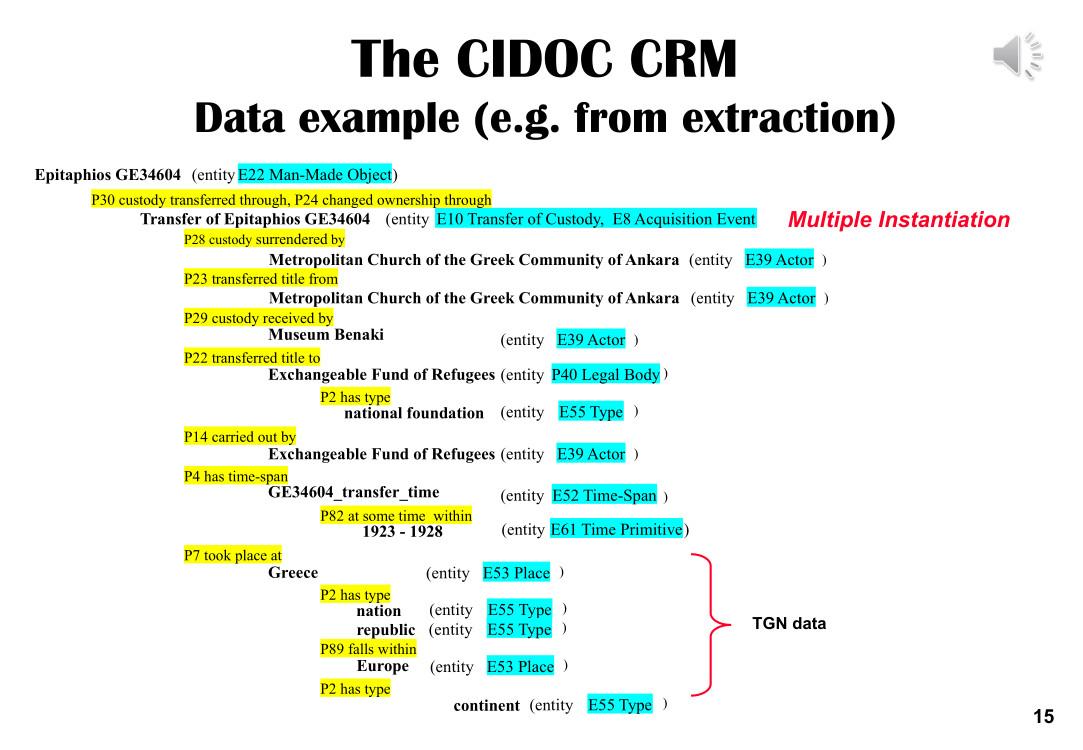 The CIDOC CRM
Data example (e.g. from extraction)
Epitaphios GE34604 (entity E22 Man-Made Object)
P30 custody transferred through, P24 changed ownership through
Transfer of Epitaphios GE34604 (entity E10 Transfer of Custody, E8 Acquisition Event Multiple Instantiation
P28 custody surrendered by
Metropolitan Church of the Greek Community of Ankara (entity E39 Actor )
P23 transferred title from
Metropolitan Church of the Greek Community of Ankara (entity E39 Actor )
P29 custody received by
Museum Benaki (entity E39 Actor )
P22 transferred title to
Exchangeable Fund of Refugees (entity P40 Legal Body )
P2 has type
national foundation (entity E55 Type )
P14 carried out by
Exchangeable Fund of Refugees (entity E39 Actor )
P4 has time-span
GE34604_transfer_time (entity E52 Time-Span )
P82 at some time within
1923 - 1928 (entity E61 Time Primitive)
P7 took place at
Greece (entity E53 Place )
P2 has type
nation (entity E55 Type )
republic (entity E55 Type )
P89 falls within
Europe (entity E53 Place )
P2 has type
continent (entity E55 Type )
TGN data
15